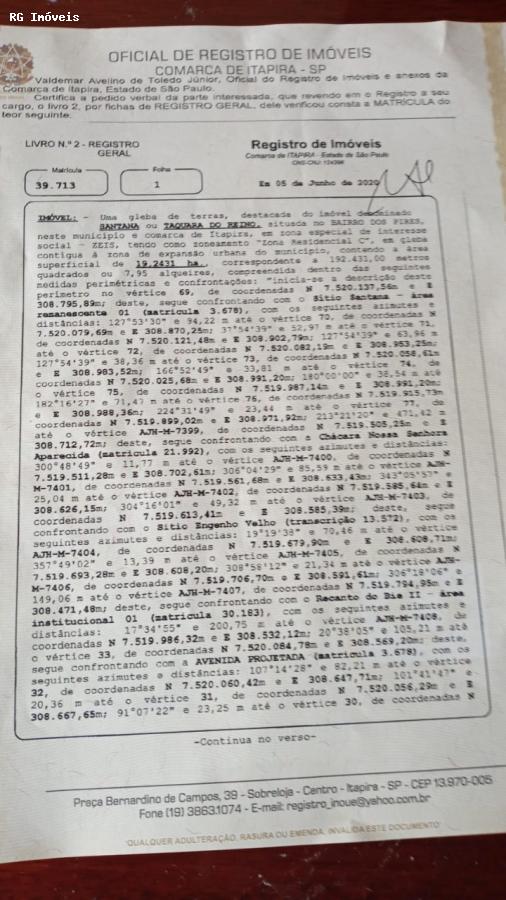 RG Imóveis
OFICIAL DE REGISTRO DE IMÓVEIS
COMARCA DE ITAPIRA - SP
Valdemar Avelino de Toledo Júnior, Oficial do Registro de Imóveis e anexos da
Comarca de Itapira, Estado de São Paulo.
Certifica a pedido verbal da parte interessada, que revendo em o Registro a seu
cargo, o livro 2, por fichas de REGISTRO GERAL, dele verificou consta a MATRÍCULA do
teor seguinte:
LIVRO N.º 2 - REGISTRO
GERAL
Registro de Imóveis
Comarca de ITAPIRA - Estado de São Paulo
Matrícula
39.713
Folha
1
Em 05 de Junho de 2020
IMÓVEL: - Uma gleba de terras, destacada do imóvel denominado
SANTANA ou TAQUARA DO REINO, situada no BAIRRO DOS PIRES,
neste município e comarca de Itapira, em zona especial de interesse
social - ZEIS, tendo como zoneamento "Zona Residencial C", em gleba
contígua à zona de expansão urbana do município, contendo a área
superficial de 19,2431 ha, correspondente a 192.431,00 metros
quadrados ou 7,95 alqueires, compreendida dentro das seguintes
medidas perimétricas e confrontações: "inicia-se a descrição deste
perímetro no vértice 69, de coordenadas N 7.520.137,56m e E
308.795,89m; deste, segue confrontando com o Sítio Santana - área
remanescente 01 (matrícula 3.678), com os seguintes azimutes e
distâncias: 127°53'30" e 94,22 m até o vértice 70, de coordenadas N
7.520.079,69m e E 308.870,25m; 37°54'39" e 52,97 m até o vértice 71,
de coordenadas N 7.520.121,48m e E 308.902,79m; 127°54'39" e 63,96 m
até o vértice 72, de coordenadas N 7.520.082,19m e E 308.953,25m;
127°54'39" e 38,36 m até o vértice 73, de coordenadas N 7.520.058,61m
e E 308.983,52m; 166°52'49" e 33,81 m até o vértice 74, de
coordenadas N 7.520.025,68m e E 308.991,20m; 180°00'00" e 38,54 m até
o vértice 75, de coordenadas N 7.519.987,14m e E 308.991,20m;
182°16'27" e 71,47 m até o vértice 76, de coordenadas N 7.519.915,73m
e E 308.988,36m; 224°31'49" e 23,44 m até o vértice 77, de
coordenadas N 7.519.899,02m e E 308.971,92m; 213°21'20" e 471,42 m
até o vértice AJH-M-7399, de coordenadas N 7.519.505,25m e E
308.712,72m; deste, segue confrontando com a Chácara Nossa Senhora
Aparecida (matrícula 21.992), com os seguintes azimutes e distâncias:
300°48'49" e 11,77 m até o vértice AJH-M-7400, de coordenadas N
7.519.511,28m e E 308.702,61m; 306°04'29" e 85,59 m até o vértice AJH-
M-7401, de coordenadas N 7.519.561,68m e E 308.633,43m; 343°05'57" e
25,04 m até o vértice AJH-M-7402, de coordenadas N 7.519.585,64m e E
308.626,15m; 304°16'01" e 49,32 m até o vértice AJH-M-7403, de
coordenadas N 7.519.613,41m e E 308.585,39m; deste, segue
confrontando com o Sítio Engenho Velho (transcrição 13.572), com os
seguintes azimutes e distâncias: 19°19'38" e 70,46 m até o vértice
AJH-M-7404, de coordenadas N 7.519.679,90m e E 308.608,71m;
357°49'02" e 13,39 m até o vértice AJH-M-7405, de coordenadas N
7.519.693,28m e E 308.608,20m; 308°58'12" e 21,34 m até o vértice AJH-
M-7406, de coordenadas N 7.519.706,70m e E 308.591,61m; 306°18'06" e
149,06 m até o vértice AJH-M-7407, de coordenadas N 7.519.794,95m e E
308.471,48m; deste, segue confrontando com o Recanto do Bie II - área
institucional 01 (matrícula 30.183), com os seguintes azimutes e
distâncias: 17°34'55" e 200,75 m até o vértice AJH-M-7408, de
coordenadas N 7.519.986,32m e E 308.532,12m; 20°38'05" e 105,21 m até
o vértice 33, de coordenadas N 7.520.084,78m e E 308.569,20m; deste,
segue confrontando com a AVENIDA PROJETADA (matrícula 3.678), com os
seguintes azimutes e distâncias: 107°14'28" e 82,21 m até o vértice
32, de coordenadas N 7.520.060,42m e E 308.647,71m; 101°41'47" e
20,36 m até o vértice 31, de coordenadas N 7.520.056,29m e E
308.667,65m; 91°07'22" e 23,25 m até o vértice 30, de coordenadas N
-Continua no verso-
Praça Bernardino de Campos, 39 - Sobreloja - Centro - Itapira - SP - CEP 13.970-005
Fone (19) 3863.1074 - E-mail: registro_inoue@yahoo.com.br
"QUALQUER ADULTERAÇÃO, RASURA OU EMENDA, INVALIDA ESTE DOCUMENTO"